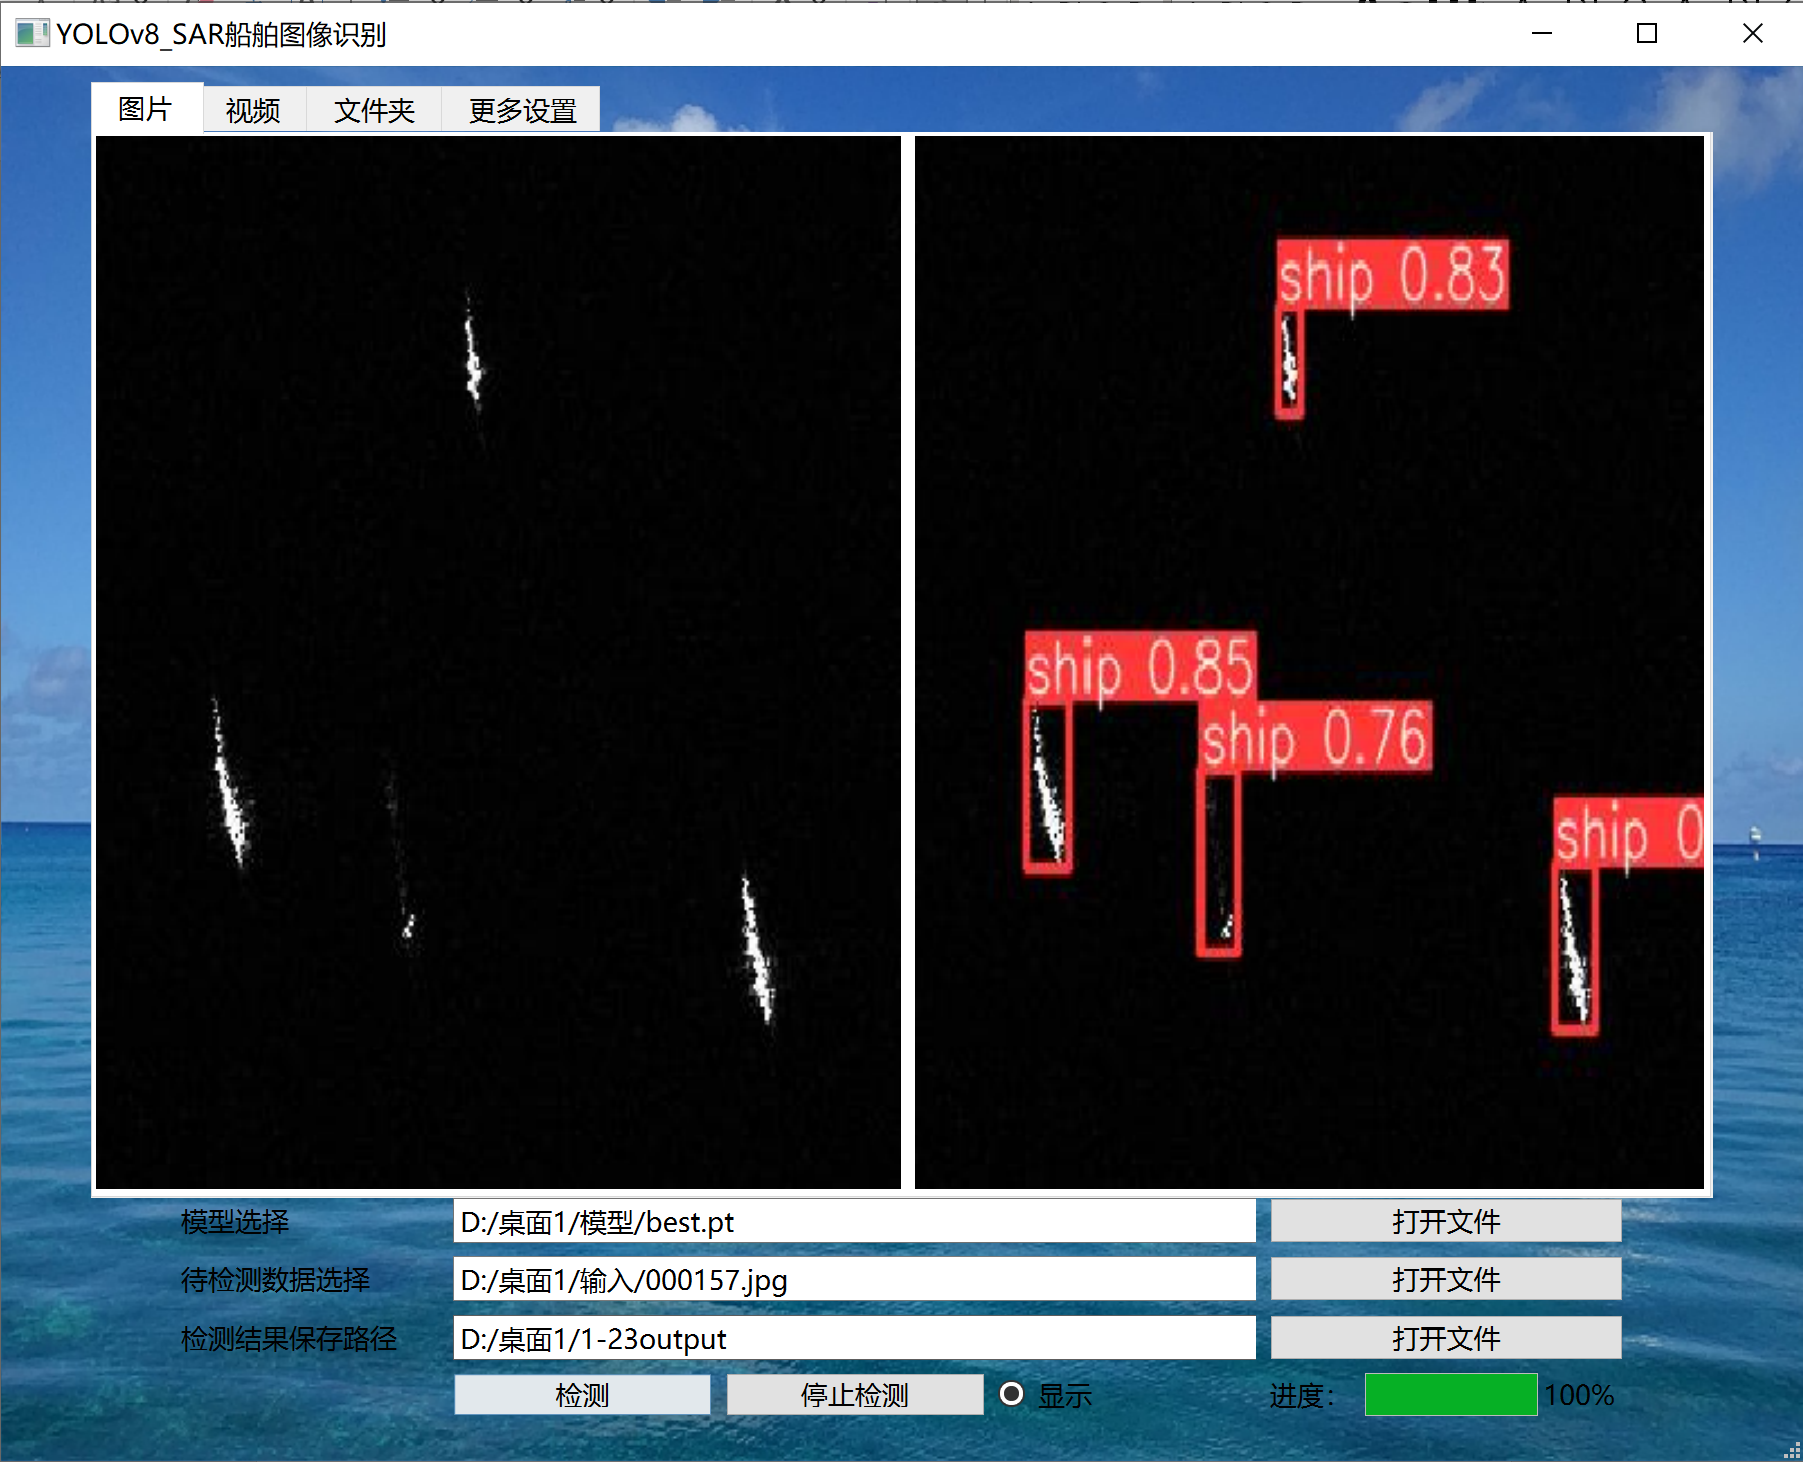 YOLOv8_SAR船舶图像识别
图片 视频 文件夹 更多设置
ship 0.83
ship 0.85
ship 0.76
ship 0
模型选择 D:/桌面1/模型/best.pt 打开文件
待检测数据选择 D:/桌面1/输入/000157.jpg 打开文件
检测结果保存路径 D:/桌面1/1-23output 打开文件
检测 停止检测 显示 进度： 100%